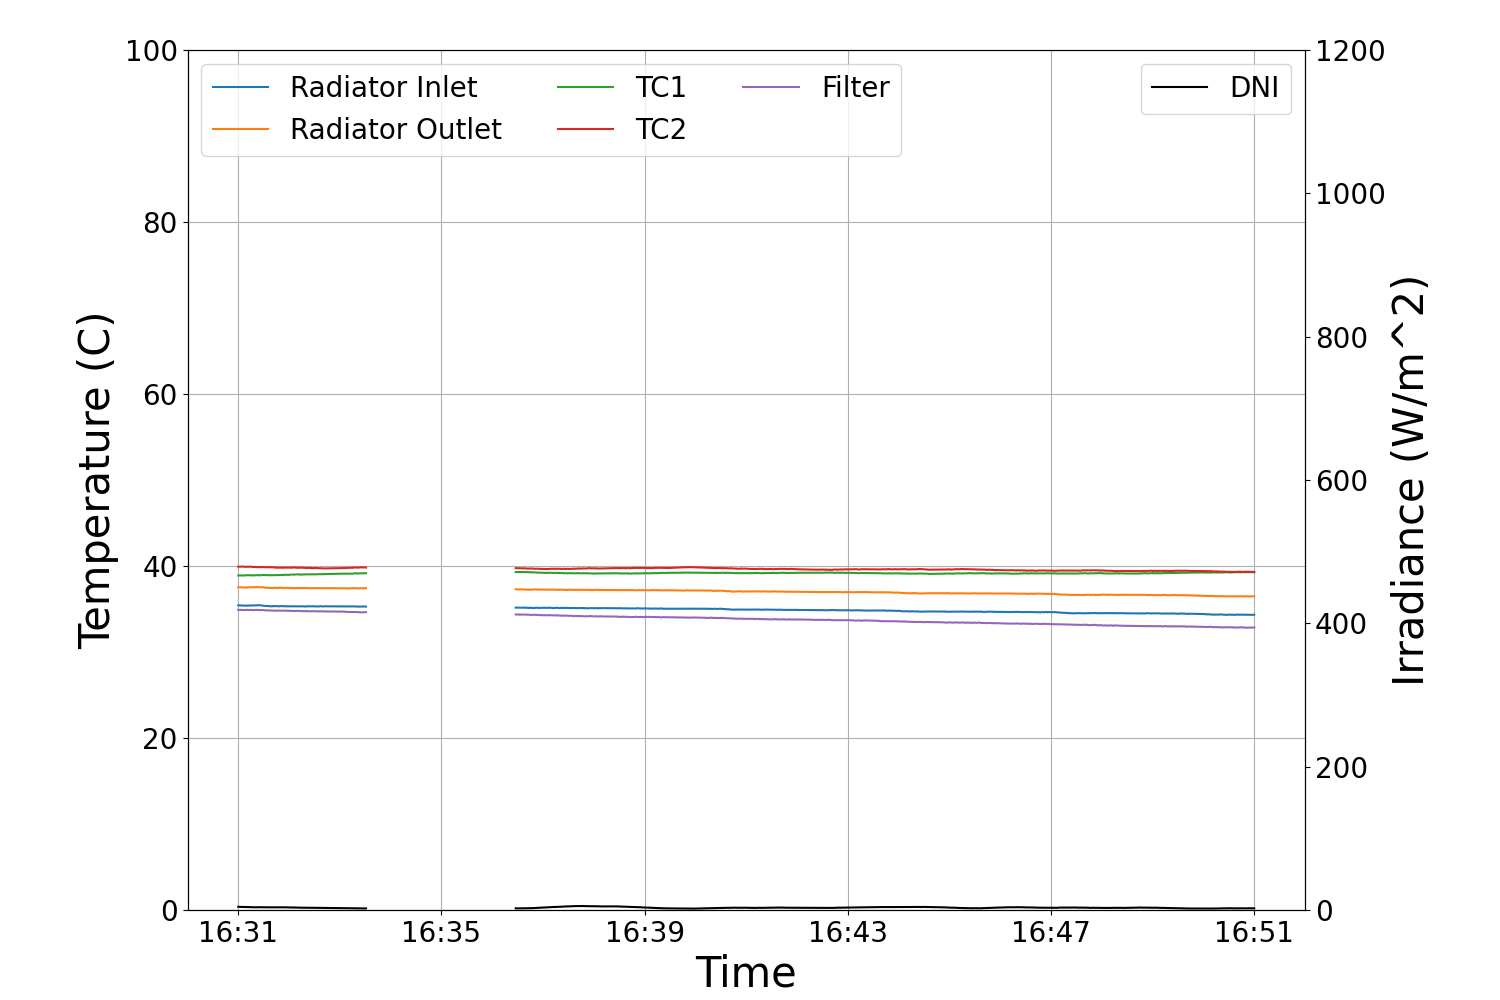 100
80
60
40
20
0
Temperature (C)
Radiator Inlet
Radiator Outlet
TC1
TC2
Filter
DNI
1200
1000
800
600
400
200
0
Irradiance (W/m^2)
16:31 16:35 16:39 16:43 16:47 16:51
Time